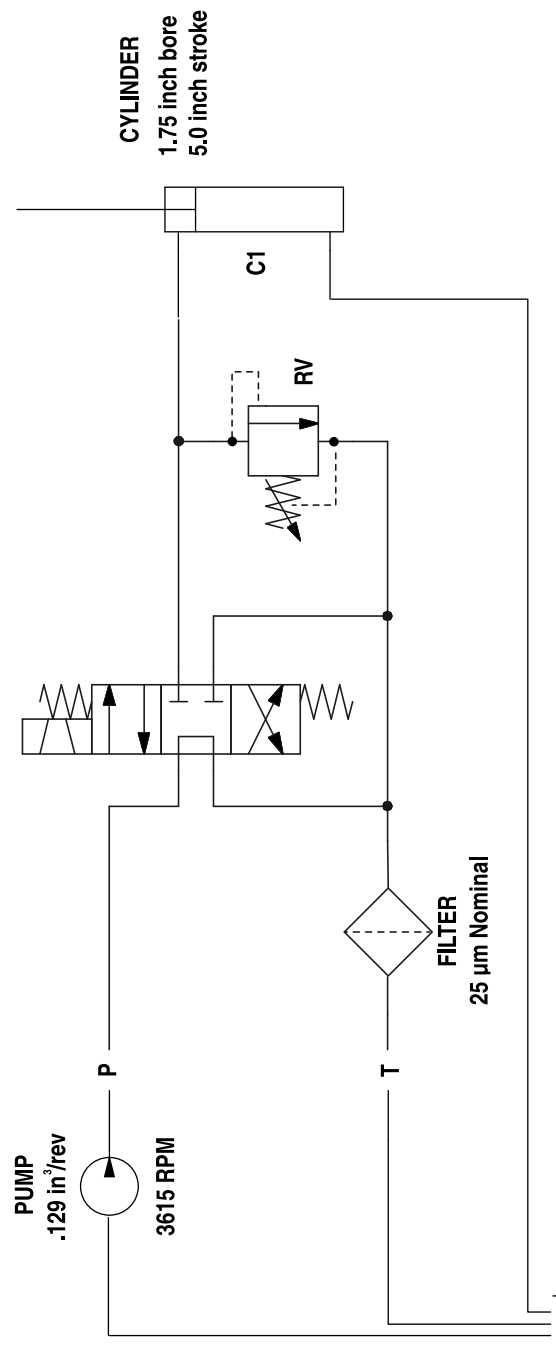 PUMP
.129 in³/rev
3615 RPM
P
T
FILTER
25 µm Nominal
RV
C1
CYLINDER
1.75 inch bore
5.0 inch stroke